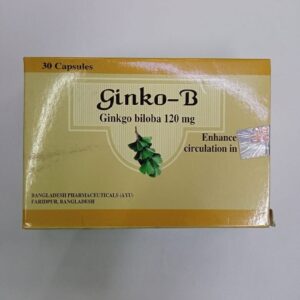 30 Capsules
Ginko-B
Ginkgo biloba 120 mg
Enhance
circulation in
BANGLADESH PHARMACEUTICALS (AYU)
FARIDPUR, BANGLADESH